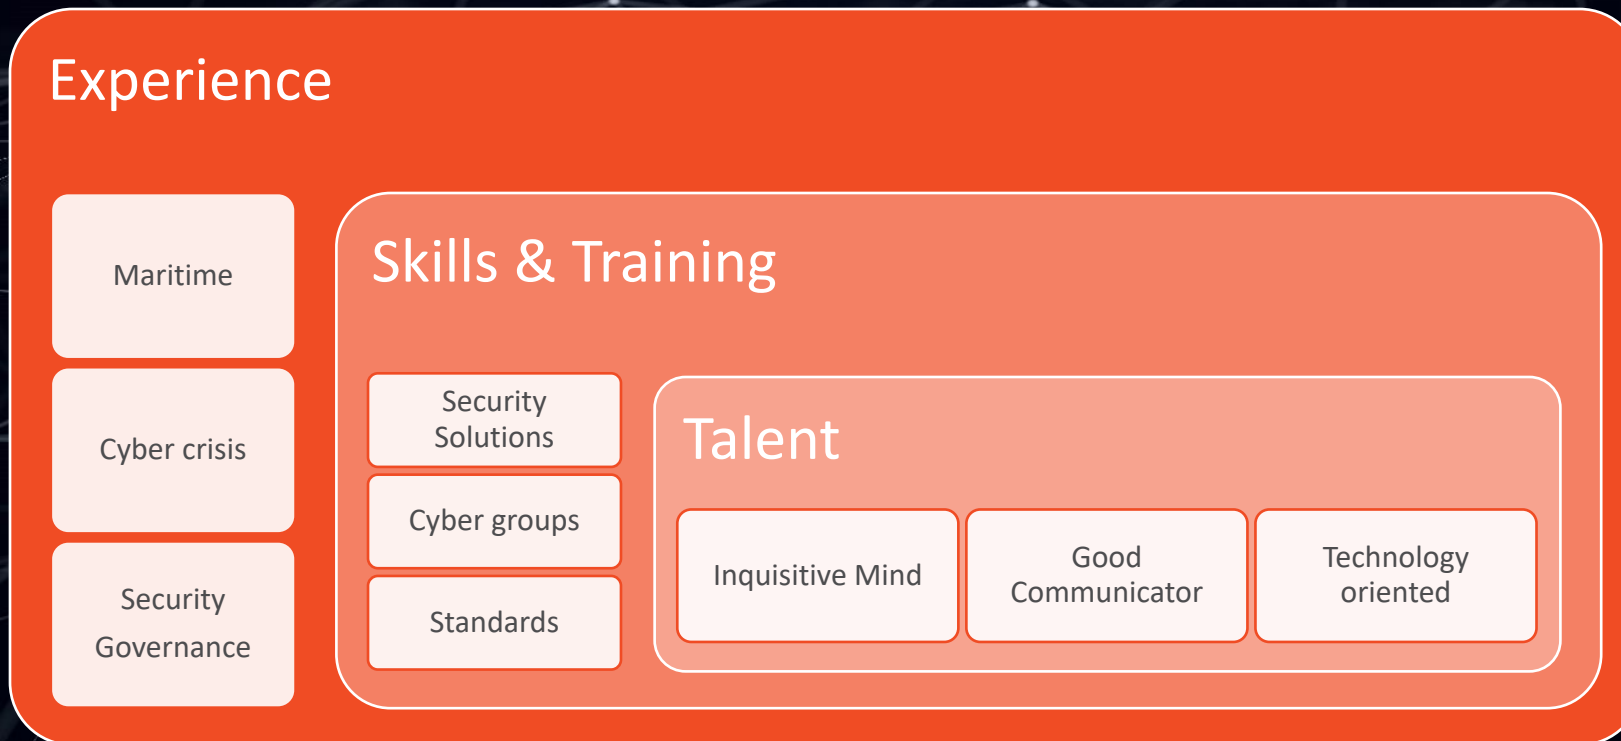 Experience
Maritime
Cyber crisis
Security
Governance
Skills & Training
Security
Solutions
Cyber groups
Standards
Talent
Inquisitive Mind
Good
Communicator
Technology
oriented